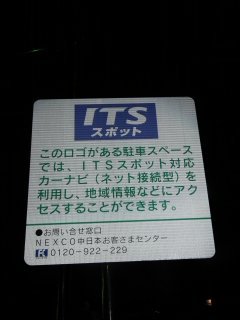 ITS
スポット
このロゴがある駐車スペース
では、ITSスポット対応
カーナビ(ネット接続型)を
利用し、地域情報などにアク
セスすることができます。
●お問い合せ窓口
NEXCO中日本お客さまセンター
0120-922-229